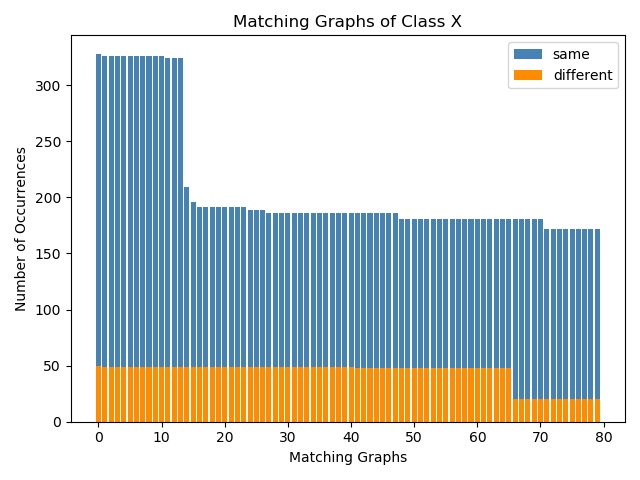 Matching Graphs of Class X
same
different
Number of Occurrences
300
250
200
150
100
50
0
0 10 20 30 40 50 60 70 80
Matching Graphs